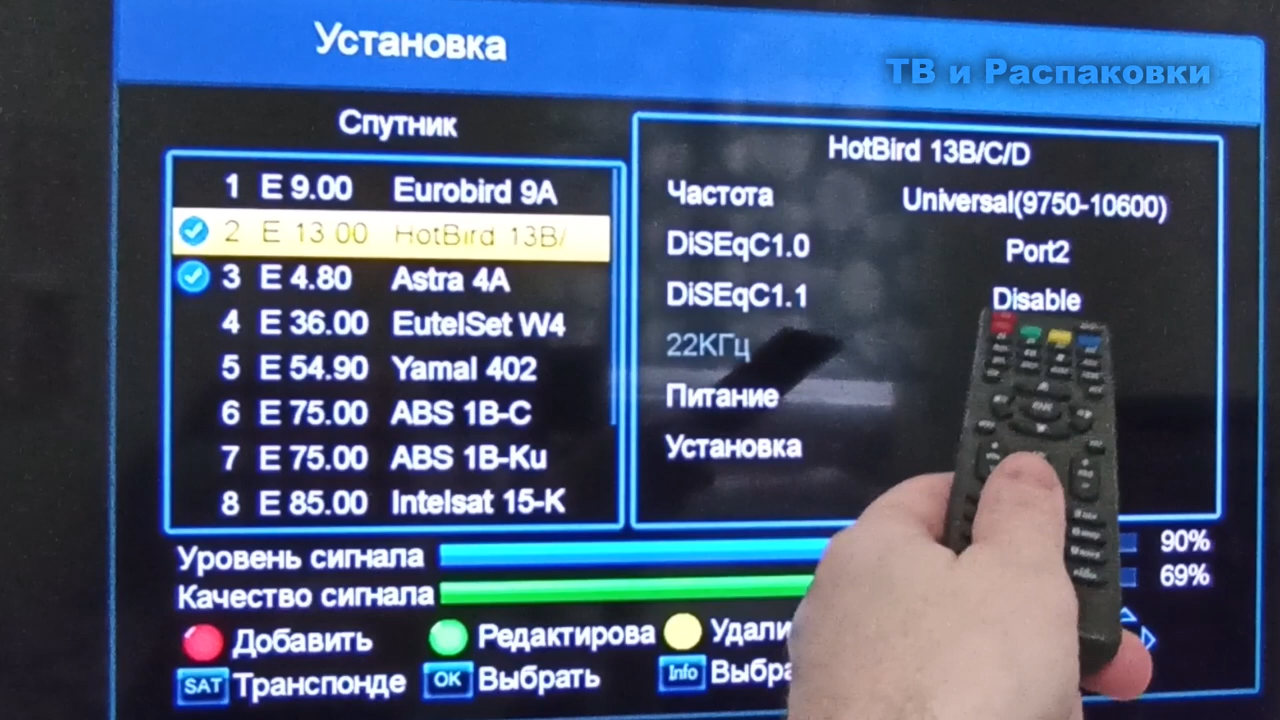 Установка
ТВ и Распаковки
Спутник
1 E 9.00 Eurobird 9A
2 E 13 00 HotBird 13B/
3 E 4.80 Astra 4A
4 E 36.00 EutelSet W4
5 E 54.90 Yamal 402
6 E 75.00 ABS 1B-C
7 E 75.00 ABS 1B-Ku
8 E 85.00 Intelsat 15-K
HotBird 13B/C/D
Частота Universal(9750-10600)
DiSEqC1.0 Port2
DiSEqC1.1 Disable
22КГц
Питание
Установка
Уровень сигнала 90%
Качество сигнала 69%
Добавить Редактирова Удали
SAT Транспонде OK Выбрать Info Выбра